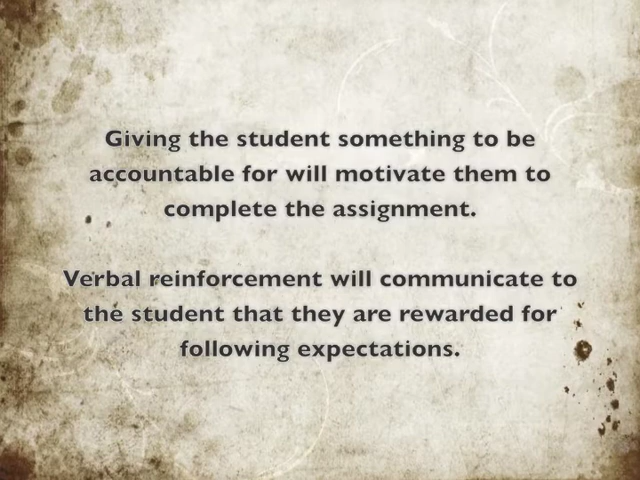 Giving the student something to be
accountable for will motivate them to
complete the assignment.
Verbal reinforcement will communicate to
the student that they are rewarded for
following expectations.